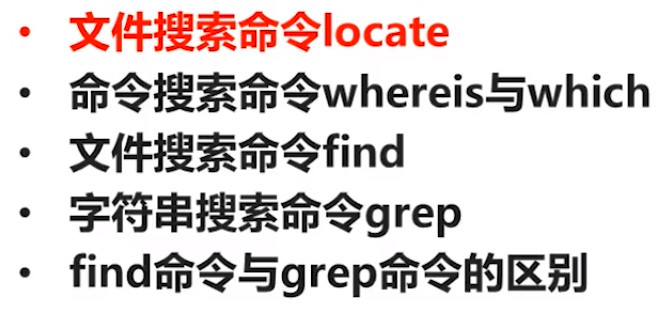 • 文件搜索命令locate
• 命令搜索命令whereis与which
• 文件搜索命令find
• 字符串搜索命令grep
• find命令与grep命令的区别